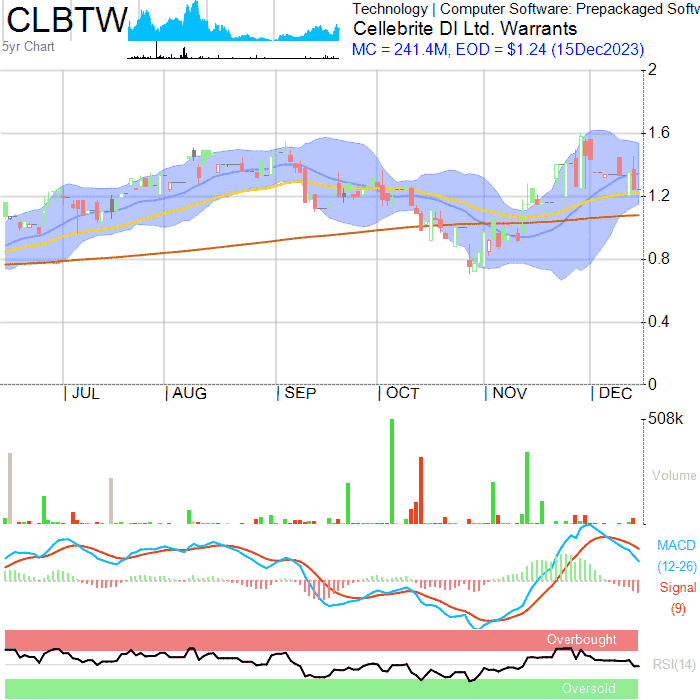 CLBTW
5yr Chart
Technology | Computer Software: Prepackaged Softw
Cellebrite DI Ltd. Warrants
MC = 241.4M, EOD = $1.24 (15Dec2023)
2
1.6
1.2
0.8
0.4
0
JUL AUG SEP OCT NOV DEC
508k
Volume
MACD
(12-26)
Signal
(9)
Overbought
RSI(14)
Oversold